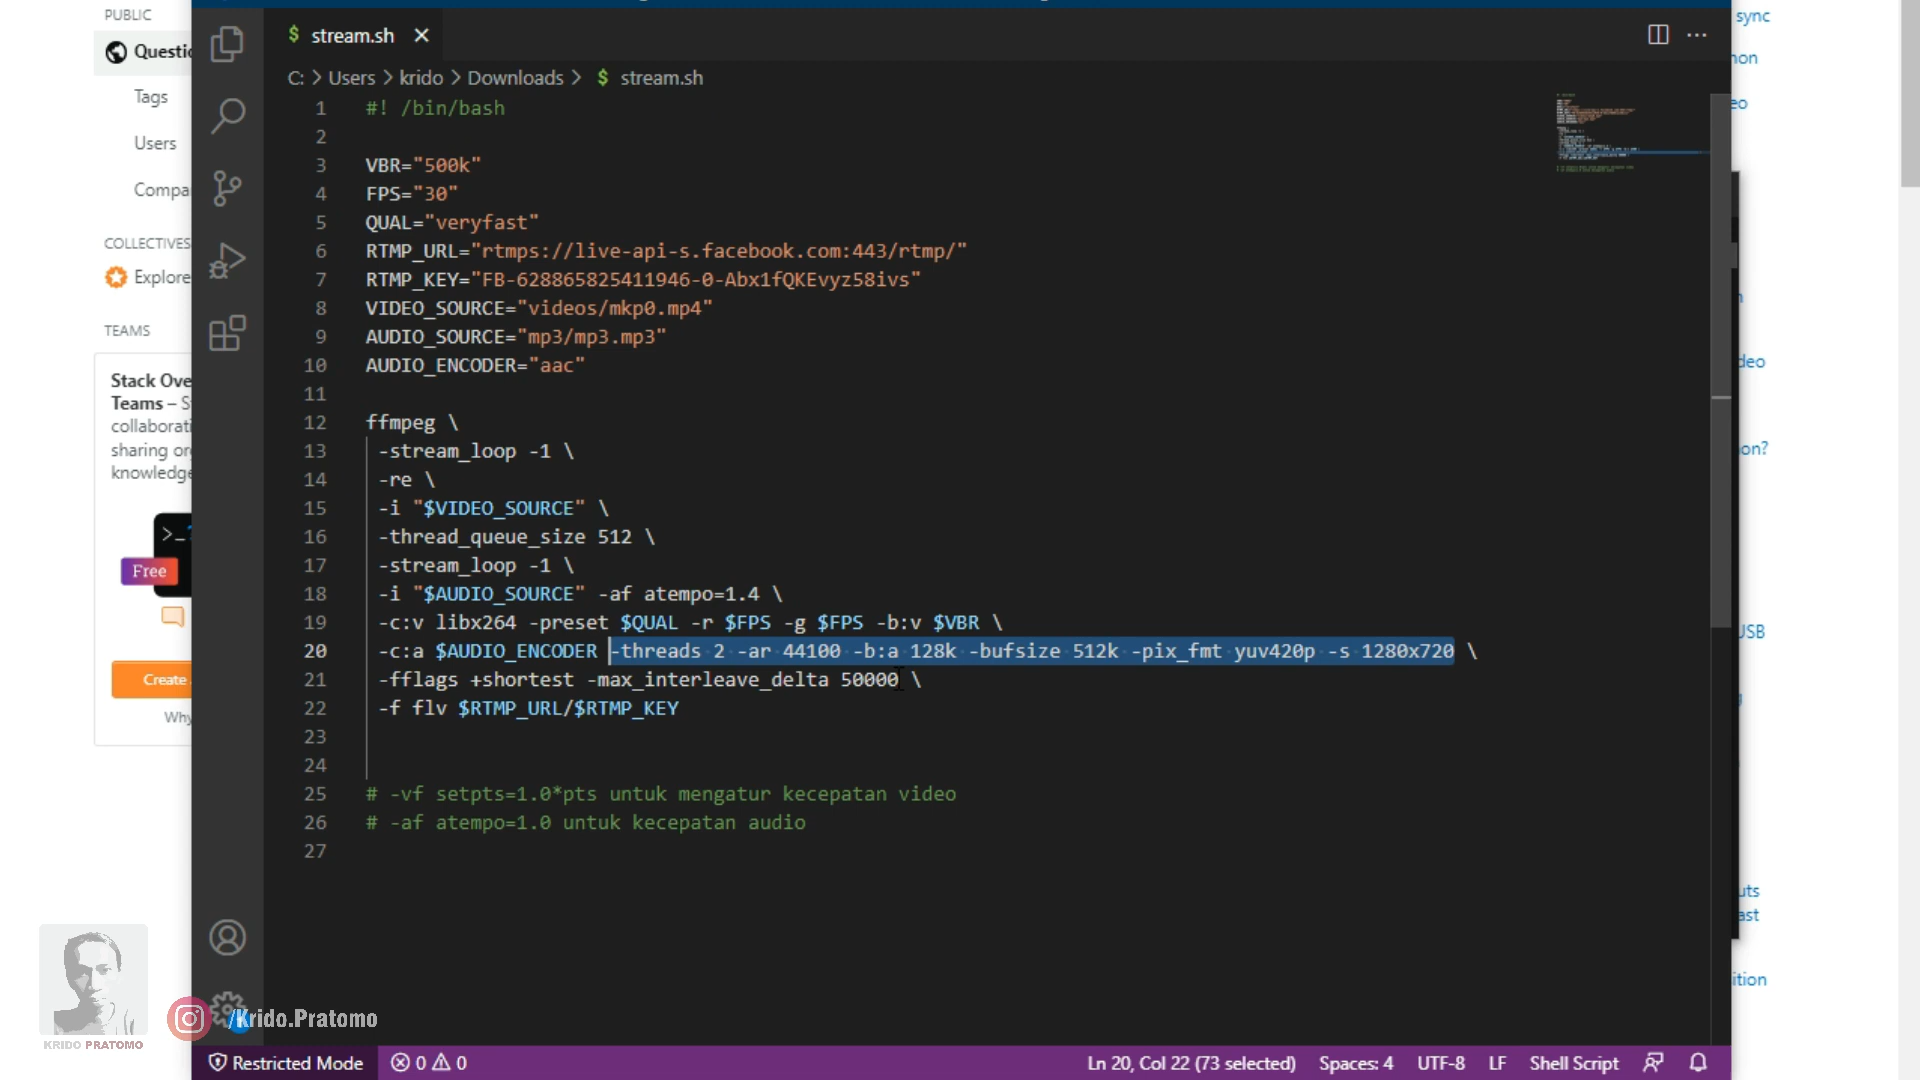 PUBLIC
Questi
Tags
Users
Compa
COLLECTIVES
Explore
TEAMS
Stack Ove
Teams – S
collaborati
sharing or
knowledge
>_
Free
Create
Why
stream.sh
C: > Users > krido > Downloads > $ stream.sh
1 #! /bin/bash
2
3 VBR="500k"
4 FPS="30"
5 QUAL="veryfast"
6 RTMP_URL="rtmps://live-api-s.facebook.com:443/rtmp/"
7 RTMP_KEY="FB-628865825411946-0-Abx1fQKEvyz58ivs"
8 VIDEO_SOURCE="videos/mkp0.mp4"
9 AUDIO_SOURCE="mp3/mp3.mp3"
10 AUDIO_ENCODER="aac"
11
12 ffmpeg \
13 -stream_loop -1 \
14 -re \
15 -i "$VIDEO_SOURCE" \
16 -thread_queue_size 512 \
17 -stream_loop -1 \
18 -i "$AUDIO_SOURCE" -af atempo=1.4 \
19 -c:v libx264 -preset $QUAL -r $FPS -g $FPS -b:v $VBR \
20 -c:a $AUDIO_ENCODER -threads 2 -ar 44100 -b:a 128k -bufsize 512k -pix_fmt yuv420p -s 1280x720 \
21 -fflags +shortest -max_interleave_delta 50000 \
22 -f flv $RTMP_URL/$RTMP_KEY
23
24
25 # -vf setpts=1.0*pts untuk mengatur kecepatan video
26 # -af atempo=1.0 untuk kecepatan audio
27
sync
non
eo
deo
on?
USB
uts
ast
ition
KRIDO PRATOMO
/Krido.Pratomo
Restricted Mode
0 0
Ln 20, Col 22 (73 selected)
Spaces: 4
UTF-8
LF
Shell Script